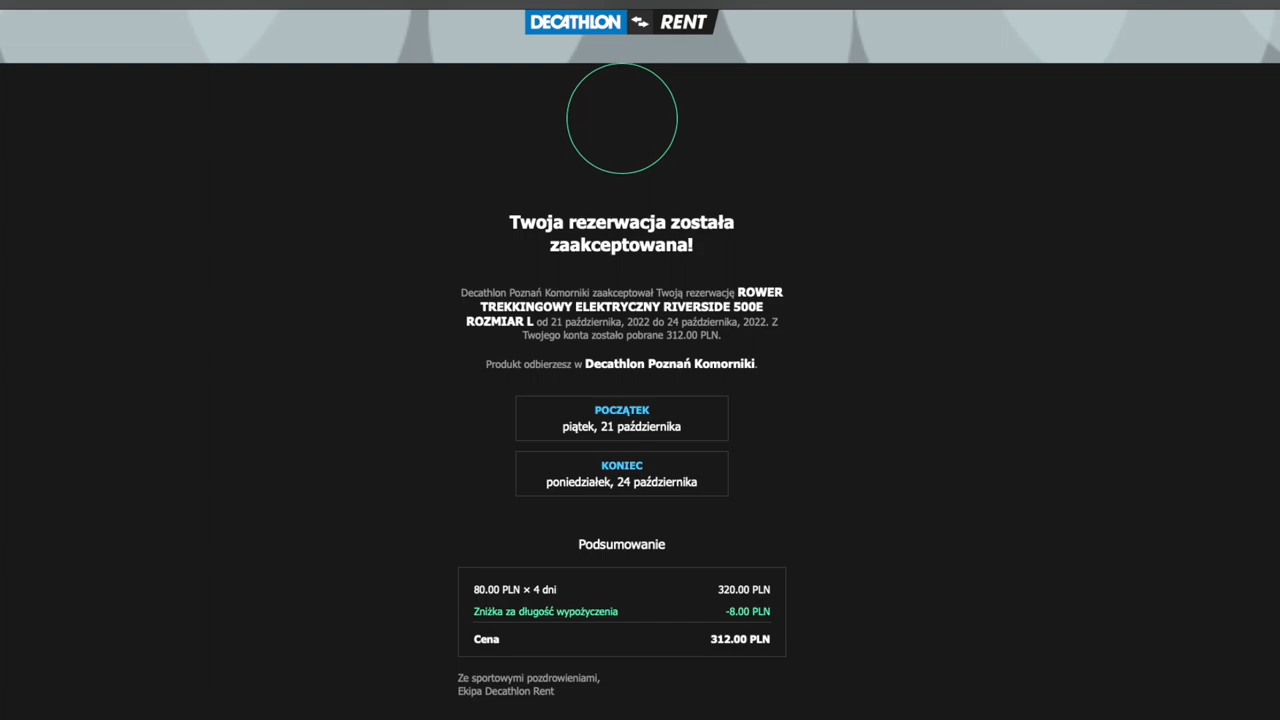 DECATHLON RENT
Twoja rezerwacja została
zaakceptowana!
Decathlon Poznań Komorniki zaakceptował Twoją rezerwację ROWER
TREKKINGOWY ELEKTRYCZNY RIVERSIDE 500E
ROZMIAR L od 21 października, 2022 do 24 października, 2022. Z
Twojego konta zostało pobrane 312.00 PLN.
Produkt odbierzesz w Decathlon Poznań Komorniki.
POCZĄTEK
piątek, 21 października
KONIEC
poniedziałek, 24 października
Podsumowanie
80.00 PLN × 4 dni 320.00 PLN
Zniżka za długość wypożyczenia -8.00 PLN
Cena 312.00 PLN
Ze sportowymi pozdrowieniami,
Ekipa Decathlon Rent